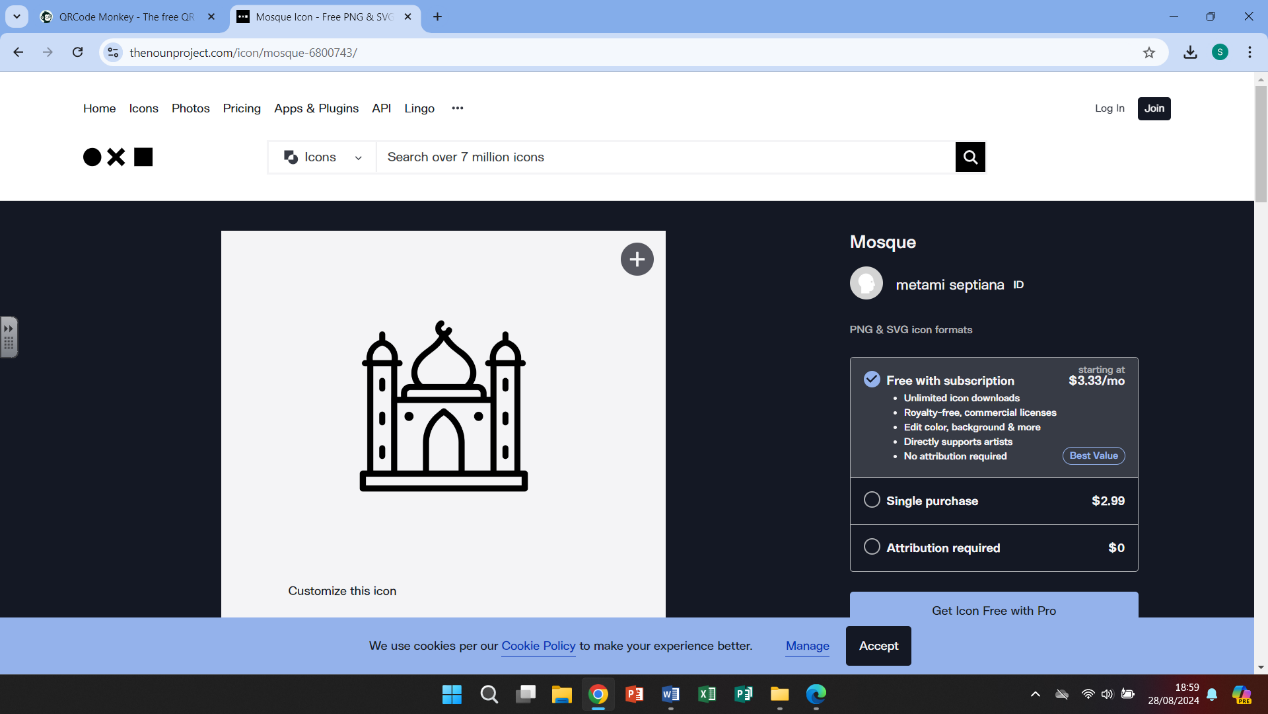 QRCode Monkey - The free QR
Mosque Icon - Free PNG & SVG
thenounproject.com/icon/mosque-6800743/
S
Home Icons Photos Pricing Apps & Plugins API Lingo ···
Log In Join
Icons Search over 7 million icons
Mosque
metami septiana ID
PNG & SVG icon formats
starting at
Free with subscription $3.33/mo
• Unlimited icon downloads
• Royalty-free, commercial licenses
• Edit color, background & more
• Directly supports artists
• No attribution required
Best Value
Single purchase $2.99
Attribution required $0
Customize this icon
Get Icon Free with Pro
We use cookies per our Cookie Policy to make your experience better. Manage Accept
18:59
28/08/2024
PRE